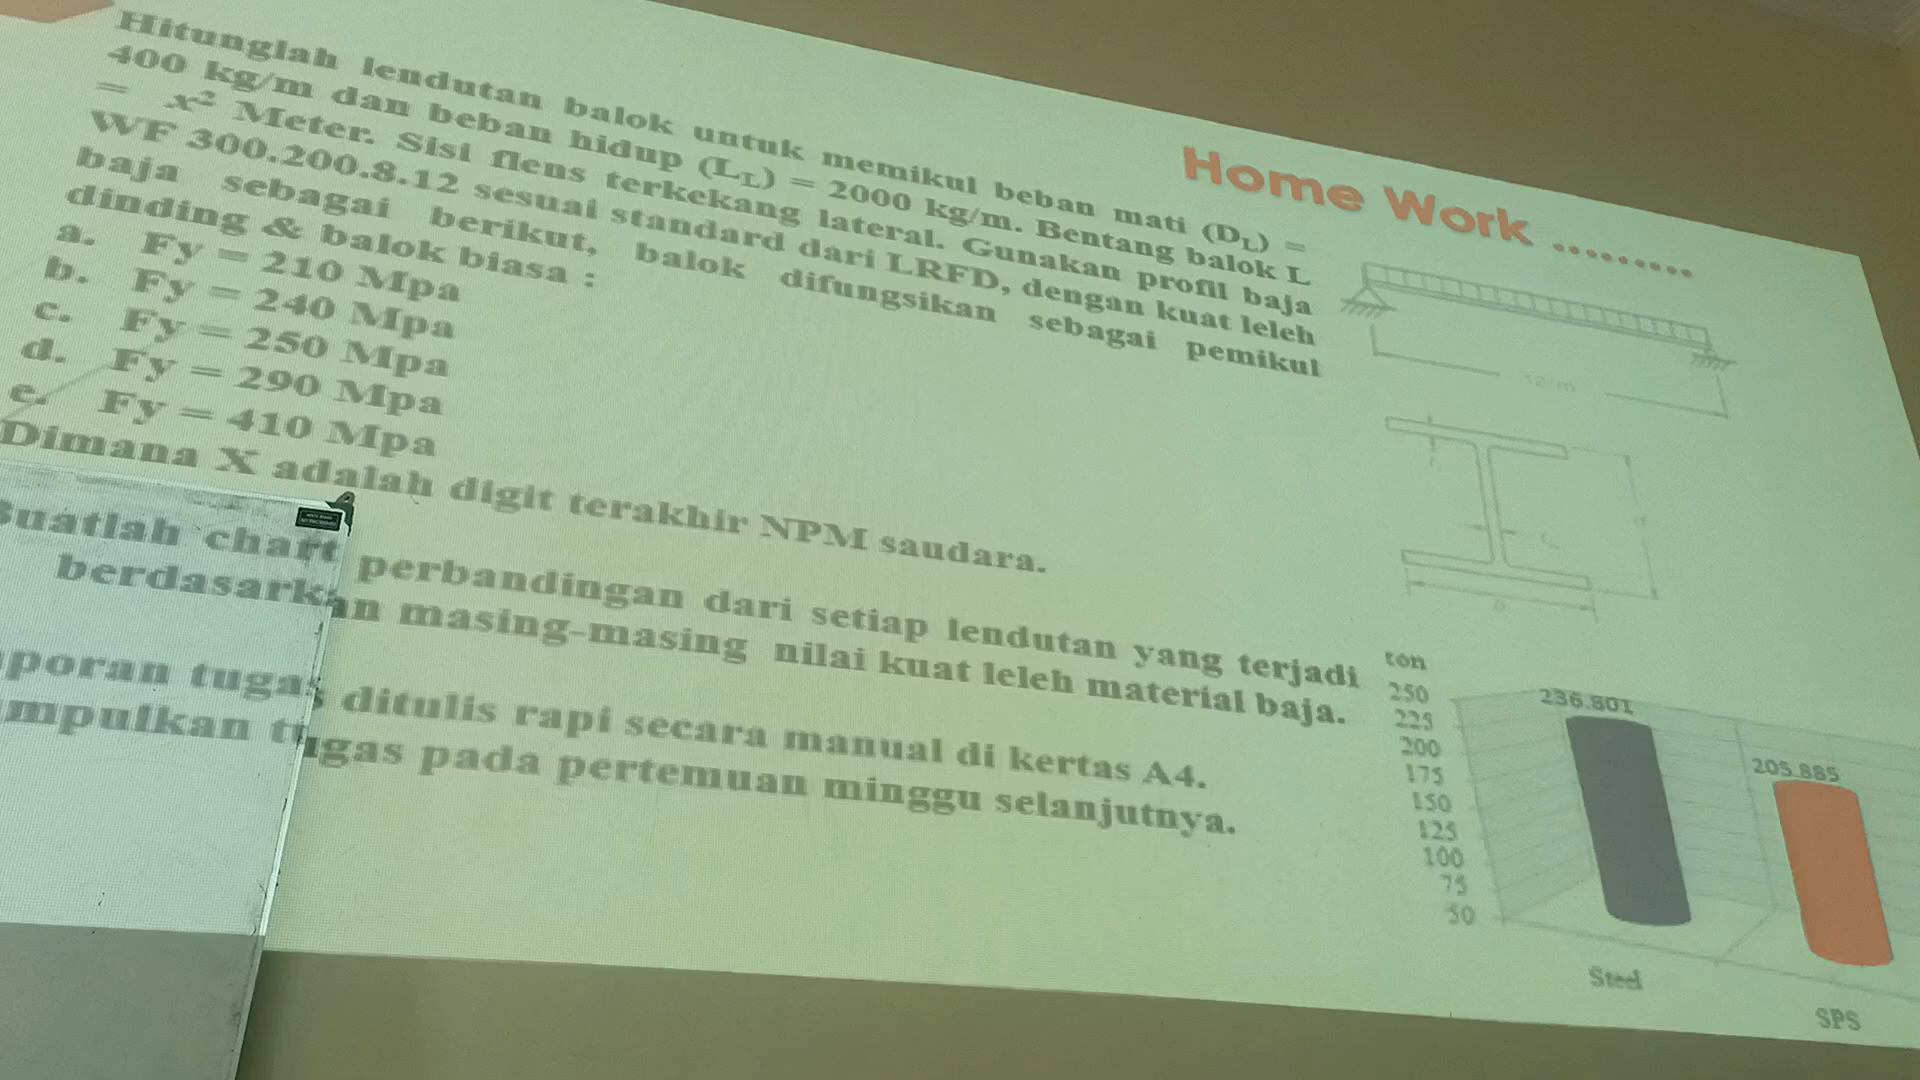 Home Work .........
Hitunglah lendutan balok untuk memikul beban mati (DL) =
400 kg/m dan beban hidup (LL) = 2000 kg/m. Bentang balok L
= x² Meter. Sisi flens terkekang lateral. Gunakan profil baja
WF 300.200.8.12 sesuai standard dari LRFD, dengan kuat leleh
baja sebagai berikut, balok difungsikan sebagai pemikul
dinding & balok biasa :
a. Fy = 210 Mpa
b. Fy = 240 Mpa
c. Fy = 250 Mpa
d. Fy = 290 Mpa
e. Fy = 410 Mpa
Dimana X adalah digit terakhir NPM saudara.
Buatlah chart perbandingan dari setiap lendutan yang terjadi
berdasarkan masing-masing nilai kuat leleh material baja.
poran tugas ditulis rapi secara manual di kertas A4.
mpulkan tugas pada pertemuan minggu selanjutnya.
12 m
d
b
ton
250
225
200
175
150
125
100
75
50
236.801
205.885
Steel
SPS